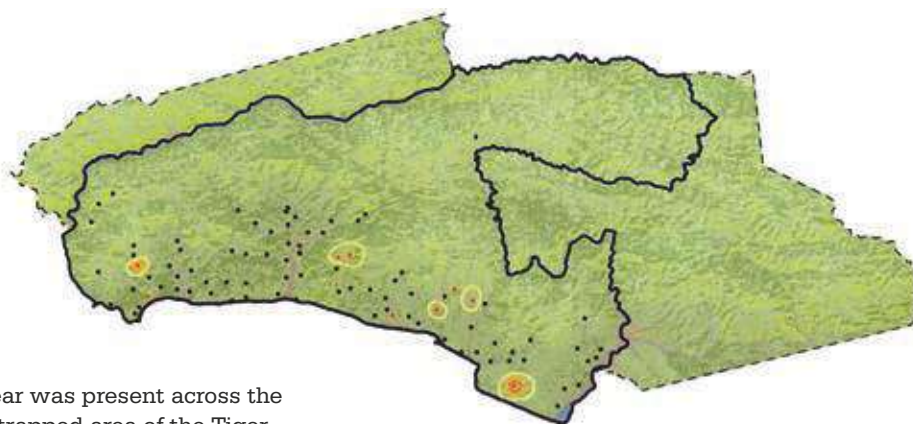 ear was present across the
trapped area of the Tiger